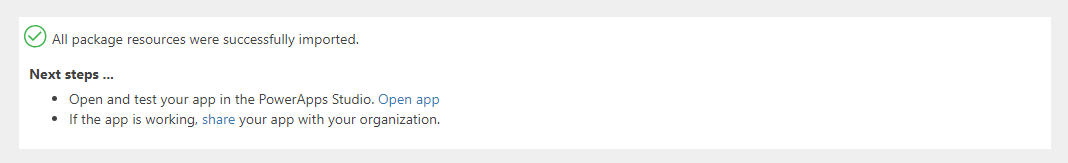 All package resources were successfully imported.
Next steps ...
• Open and test your app in the PowerApps Studio. Open app
• If the app is working, share your app with your organization.